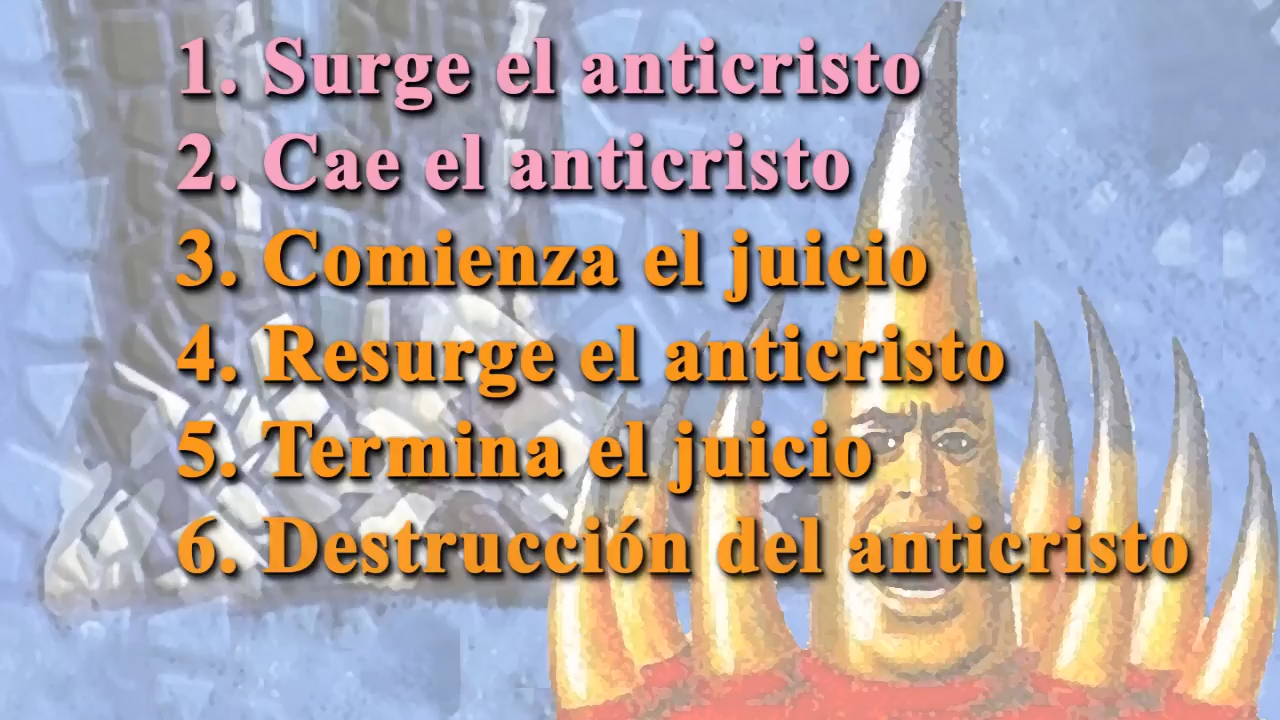 1. Surge el anticristo
2. Cae el anticristo
3. Comienza el juicio
4. Resurge el anticristo
5. Termina el juicio
6. Destrucción del anticristo